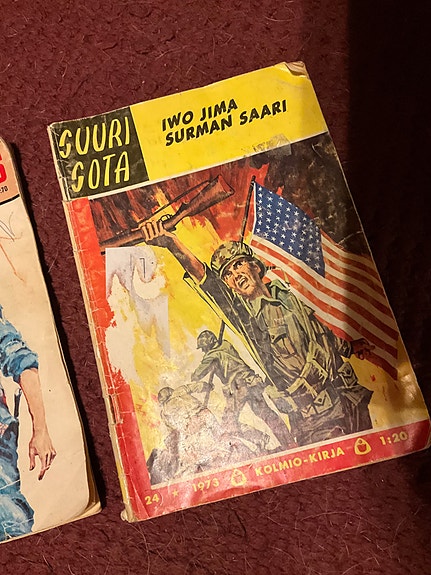 SUURI
SOTA
IWO JIMA
SURMAN SAARI
24 ★ 1973 KOLMIO-KIRJA 1:20